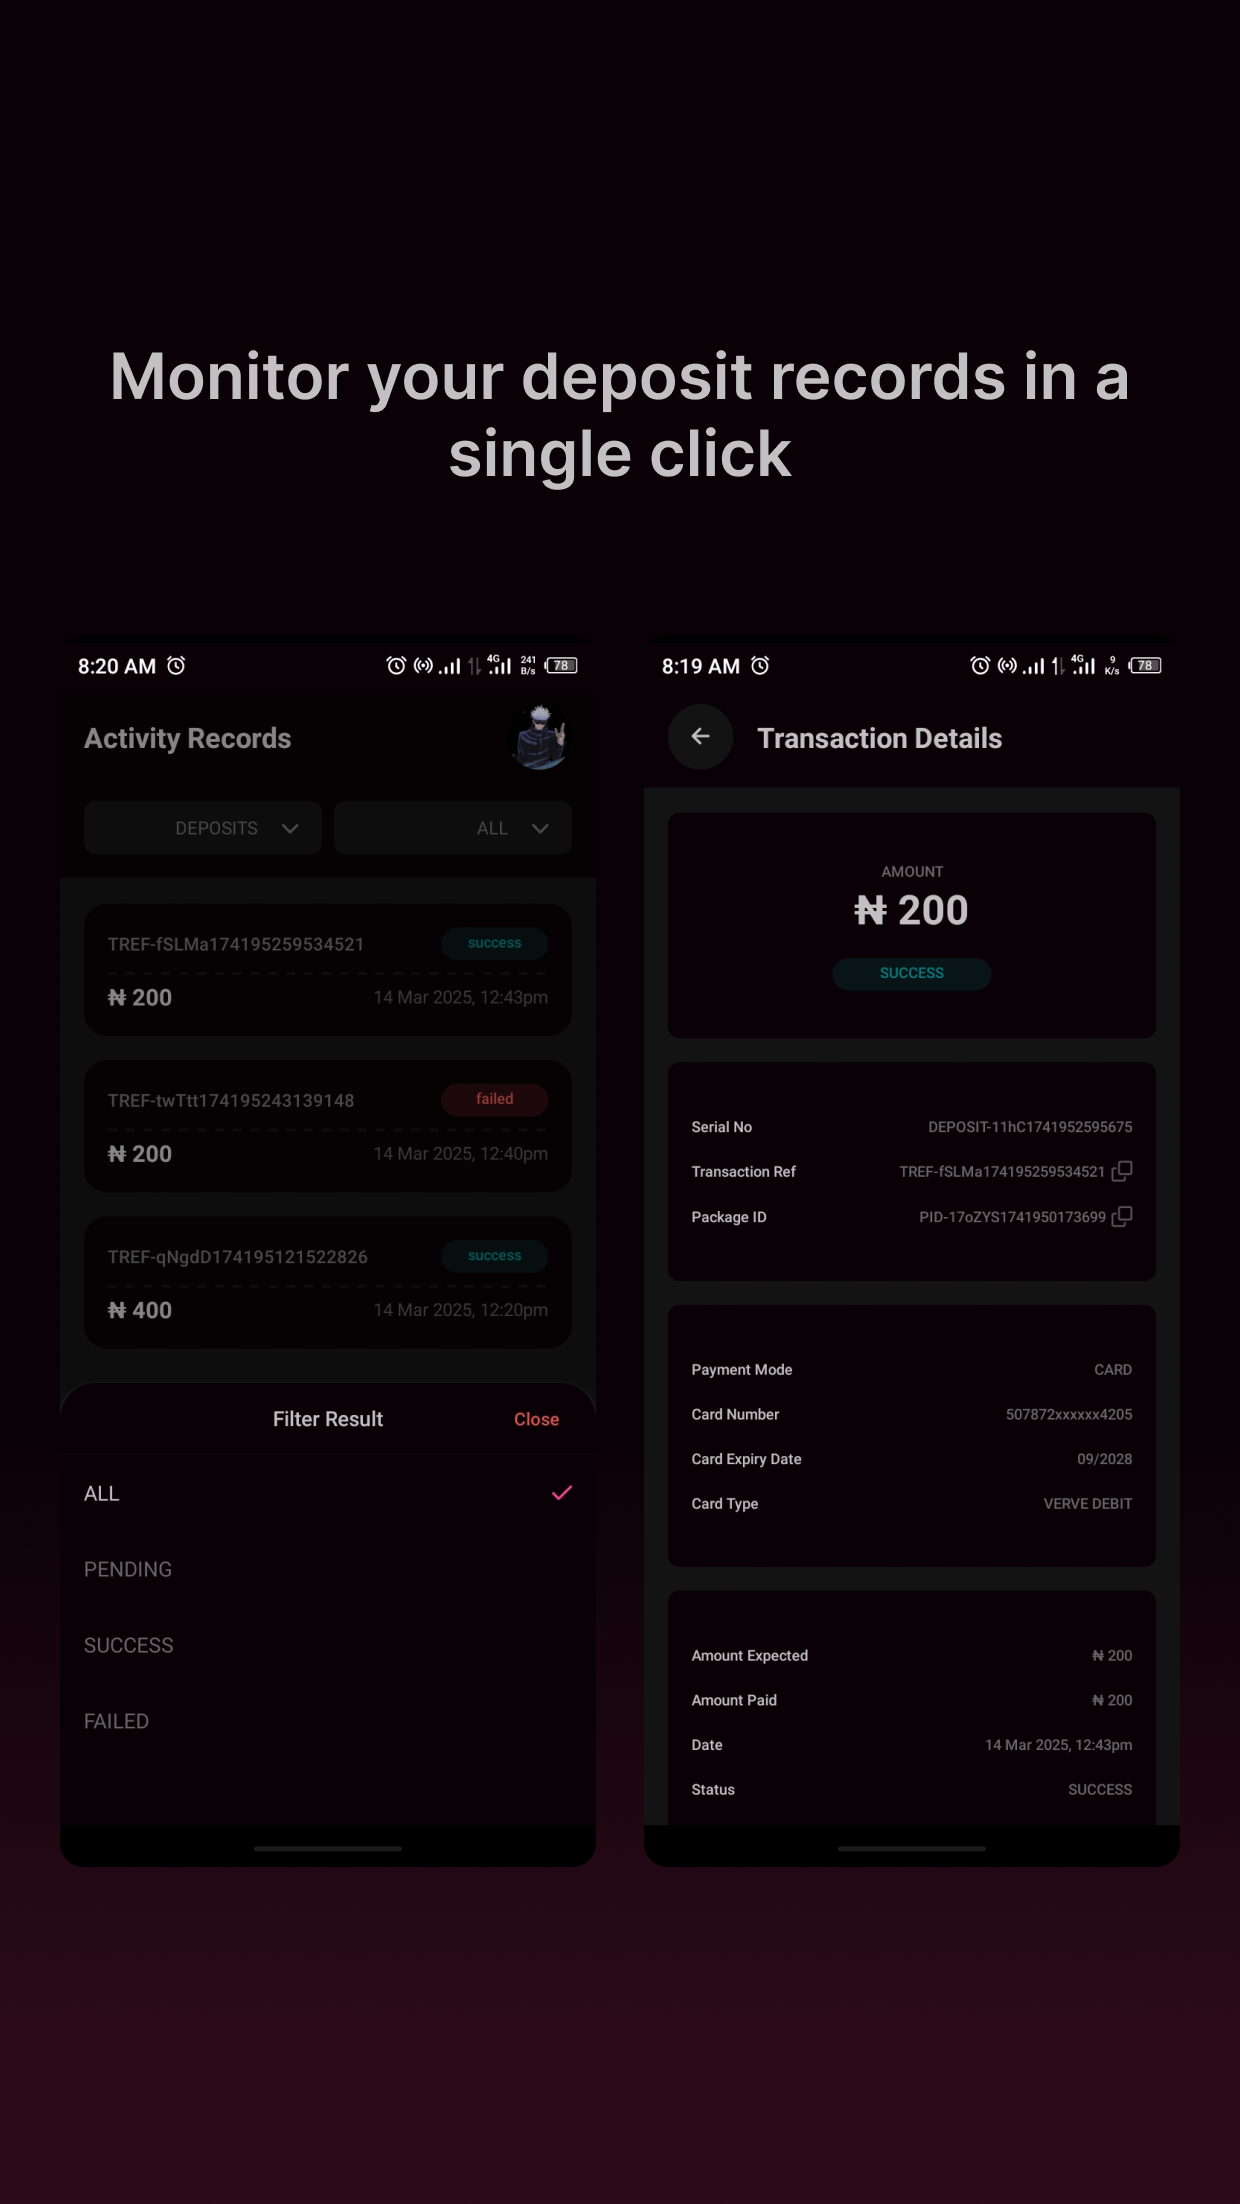 Monitor your deposit records in a
single click
8:20 AM
4G
241
B/s
78
Activity Records
DEPOSITS
ALL
TREF-fSLMa174195259534521
success
₦ 200
14 Mar 2025, 12:43pm
TREF-twTtt174195243139148
failed
₦ 200
14 Mar 2025, 12:40pm
TREF-qNgdD174195121522826
success
₦ 400
14 Mar 2025, 12:20pm
Filter Result
Close
ALL
PENDING
SUCCESS
FAILED
8:19 AM
4G
9
K/s
78
Transaction Details
AMOUNT
₦ 200
SUCCESS
Serial No
DEPOSIT-11hC1741952595675
Transaction Ref
TREF-fSLMa174195259534521
Package ID
PID-17oZYS1741950173699
Payment Mode
CARD
Card Number
507872xxxxxx4205
Card Expiry Date
09/2028
Card Type
VERVE DEBIT
Amount Expected
₦ 200
Amount Paid
₦ 200
Date
14 Mar 2025, 12:43pm
Status
SUCCESS